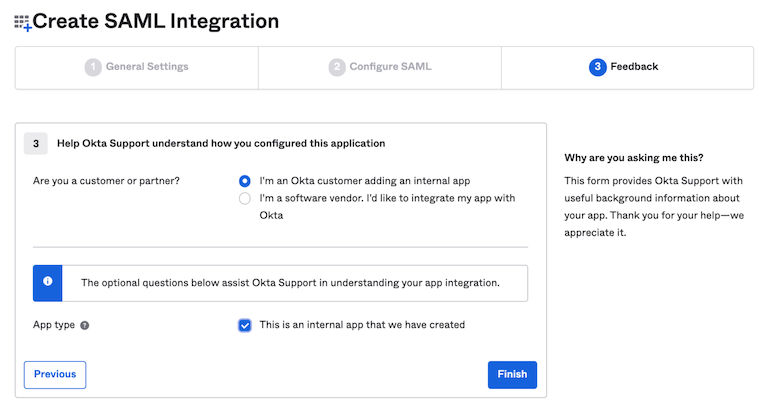 Create SAML Integration
1 General Settings
2 Configure SAML
3 Feedback
3 Help Okta Support understand how you configured this application
Are you a customer or partner?
I'm an Okta customer adding an internal app
I'm a software vendor. I'd like to integrate my app with
Okta
The optional questions below assist Okta Support in understanding your app integration.
App type ?
This is an internal app that we have created
Previous
Finish
Why are you asking me this?
This form provides Okta Support with
useful background information about
your app. Thank you for your help—we
appreciate it.